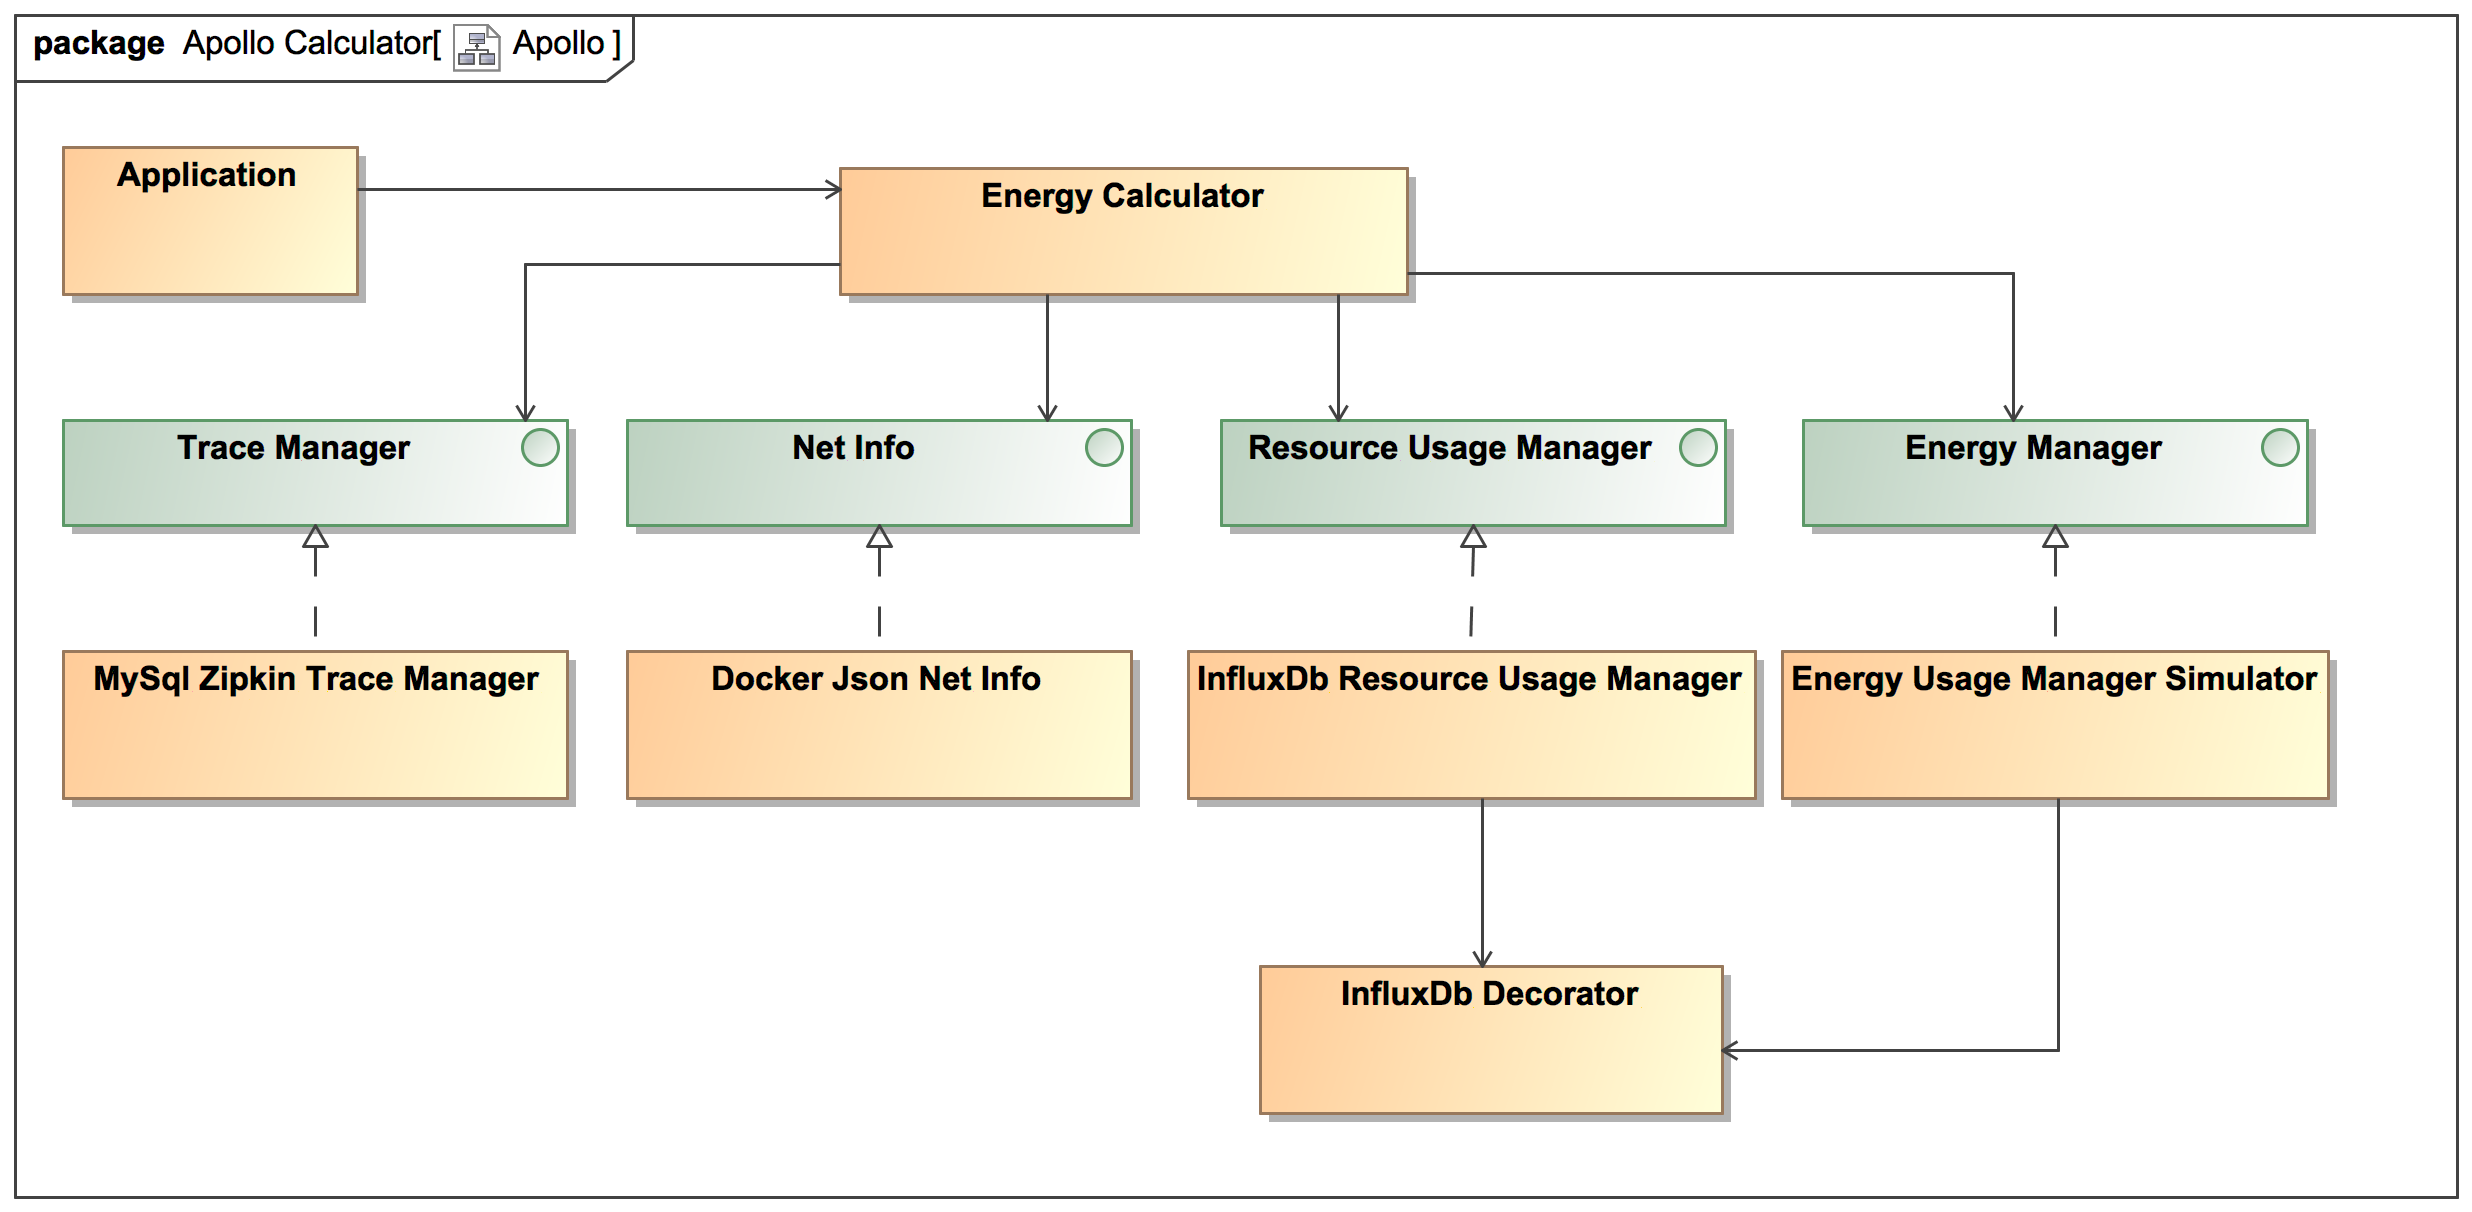 package Apollo Calculator[ Apollo ]
Application
Energy Calculator
Trace Manager
Net Info
Resource Usage Manager
Energy Manager
MySql Zipkin Trace Manager
Docker Json Net Info
InfluxDb Resource Usage Manager
Energy Usage Manager Simulator
InfluxDb Decorator